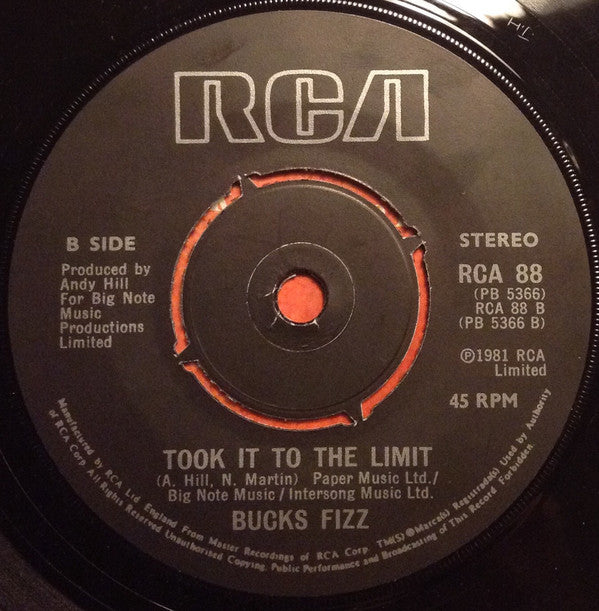 RCA
B SIDE
Produced by
Andy Hill
For Big Note
Music
Productions
Limited
STEREO
RCA 88
(PB 5366)
RCA 88 B
(PB 5366 B)
℗1981 RCA
Limited
45 RPM
TOOK IT TO THE LIMIT
(A. Hill, N. Martin) Paper Music Ltd./
Big Note Music/Intersong Music Ltd.
BUCKS FIZZ
Manufactured by RCA Ltd. England From Master Recordings of RCA Corp. TM(S)®Marca(s) Registrada(s) Used by Authority
of RCA Corp. All Rights Reserved Unauthorised Copying, Public Performance and Broadcasting of This Record Forbidden.